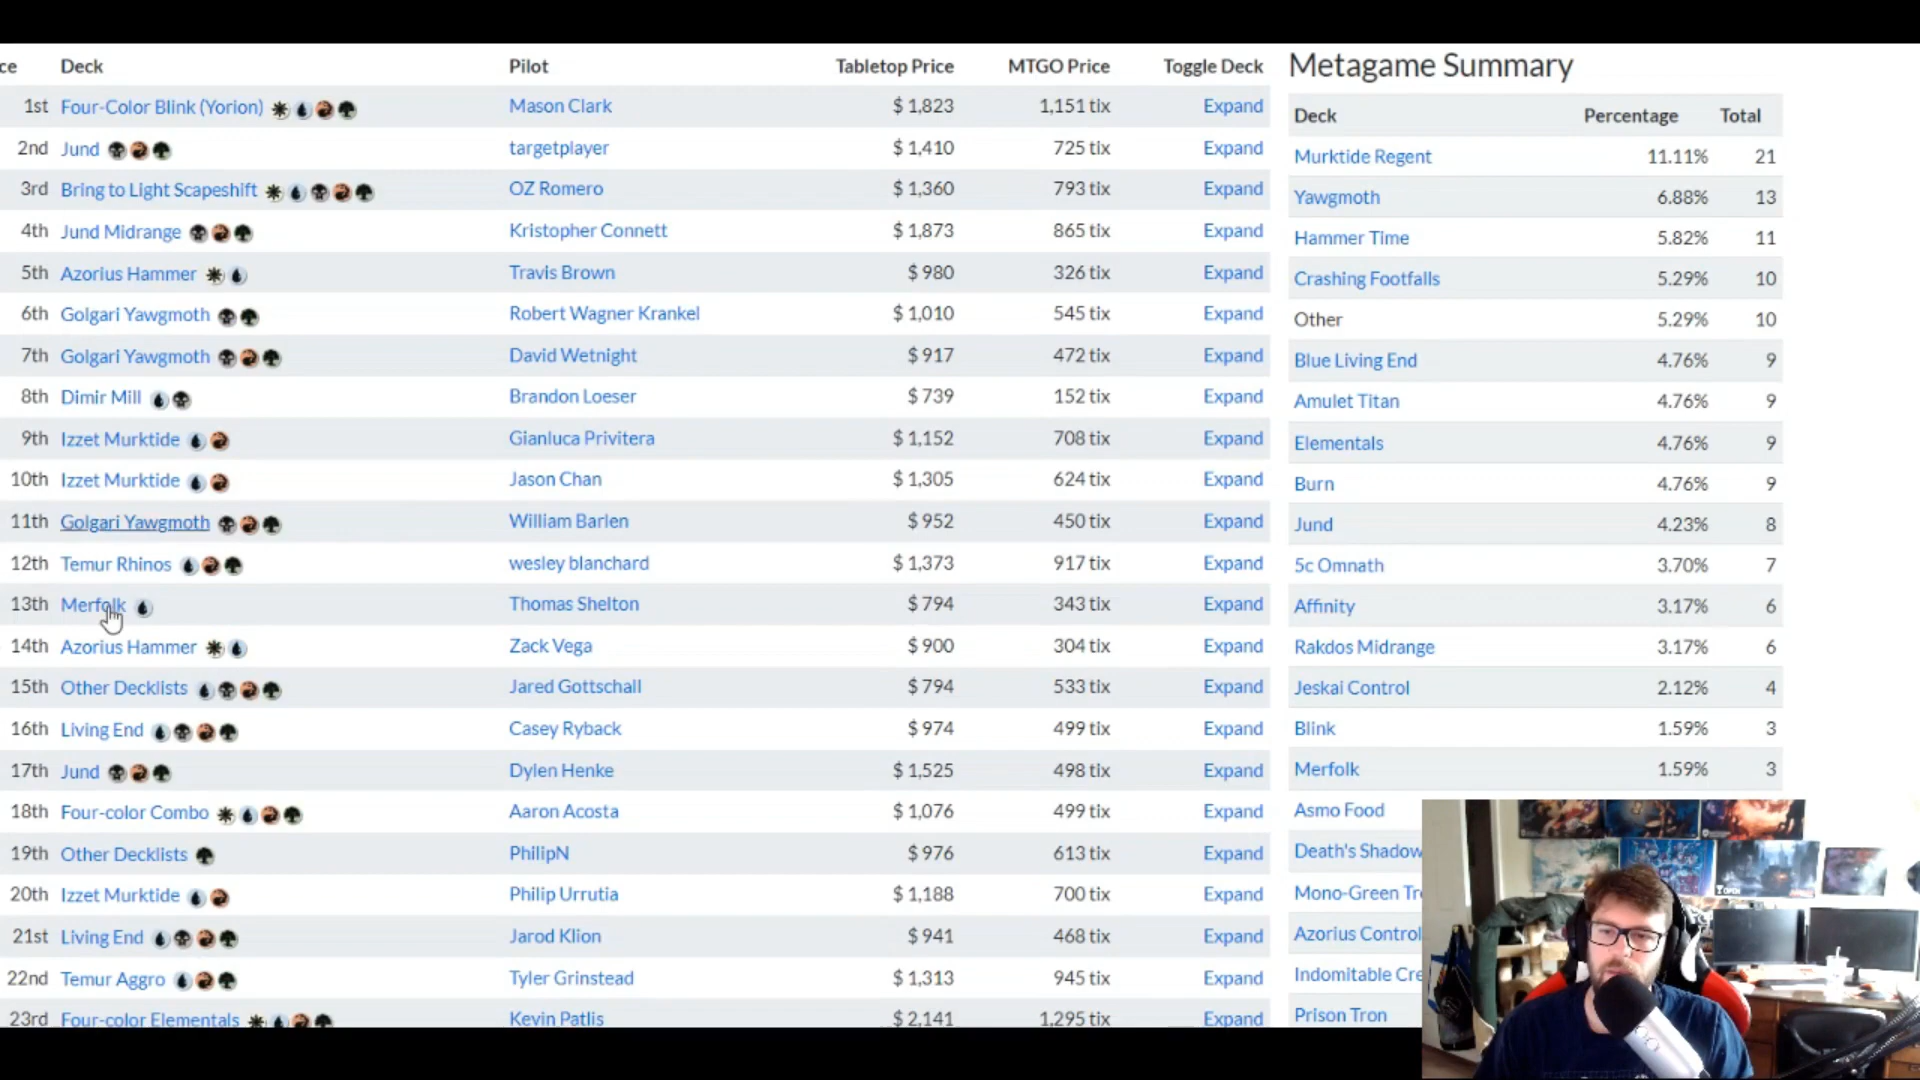 ce Deck Pilot Tabletop Price MTGO Price Toggle Deck
1st Four-Color Blink (Yorion) Mason Clark $ 1,823 1,151 tix Expand
2nd Jund targetplayer $ 1,410 725 tix Expand
3rd Bring to Light Scapeshift OZ Romero $ 1,360 793 tix Expand
4th Jund Midrange Kristopher Connett $ 1,873 865 tix Expand
5th Azorius Hammer Travis Brown $ 980 326 tix Expand
6th Golgari Yawgmoth Robert Wagner Krankel $ 1,010 545 tix Expand
7th Golgari Yawgmoth David Wetnight $ 917 472 tix Expand
8th Dimir Mill Brandon Loeser $ 739 152 tix Expand
9th Izzet Murktide Gianluca Privitera $ 1,152 708 tix Expand
10th Izzet Murktide Jason Chan $ 1,305 624 tix Expand
11th Golgari Yawgmoth William Barlen $ 952 450 tix Expand
12th Temur Rhinos wesley blanchard $ 1,373 917 tix Expand
13th Merfolk Thomas Shelton $ 794 343 tix Expand
14th Azorius Hammer Zack Vega $ 900 304 tix Expand
15th Other Decklists Jared Gottschall $ 794 533 tix Expand
16th Living End Casey Ryback $ 974 499 tix Expand
17th Jund Dylen Henke $ 1,525 498 tix Expand
18th Four-color Combo Aaron Acosta $ 1,076 499 tix Expand
19th Other Decklists PhilipN $ 976 613 tix Expand
20th Izzet Murktide Philip Urrutia $ 1,188 700 tix Expand
21st Living End Jarod Klion $ 941 468 tix Expand
22nd Temur Aggro Tyler Grinstead $ 1,313 945 tix Expand
23rd Four-color Elementals Kevin Patlis $ 2,141 1,295 tix Expand
Metagame Summary
Deck Percentage Total
Murktide Regent 11.11% 21
Yawgmoth 6.88% 13
Hammer Time 5.82% 11
Crashing Footfalls 5.29% 10
Other 5.29% 10
Blue Living End 4.76% 9
Amulet Titan 4.76% 9
Elementals 4.76% 9
Burn 4.76% 9
Jund 4.23% 8
5c Omnath 3.70% 7
Affinity 3.17% 6
Rakdos Midrange 3.17% 6
Jeskai Control 2.12% 4
Blink 1.59% 3
Merfolk 1.59% 3
Asmo Food
Death's Shadow
Mono-Green Tr
Azorius Control
Indomitable Cre
Prison Tron